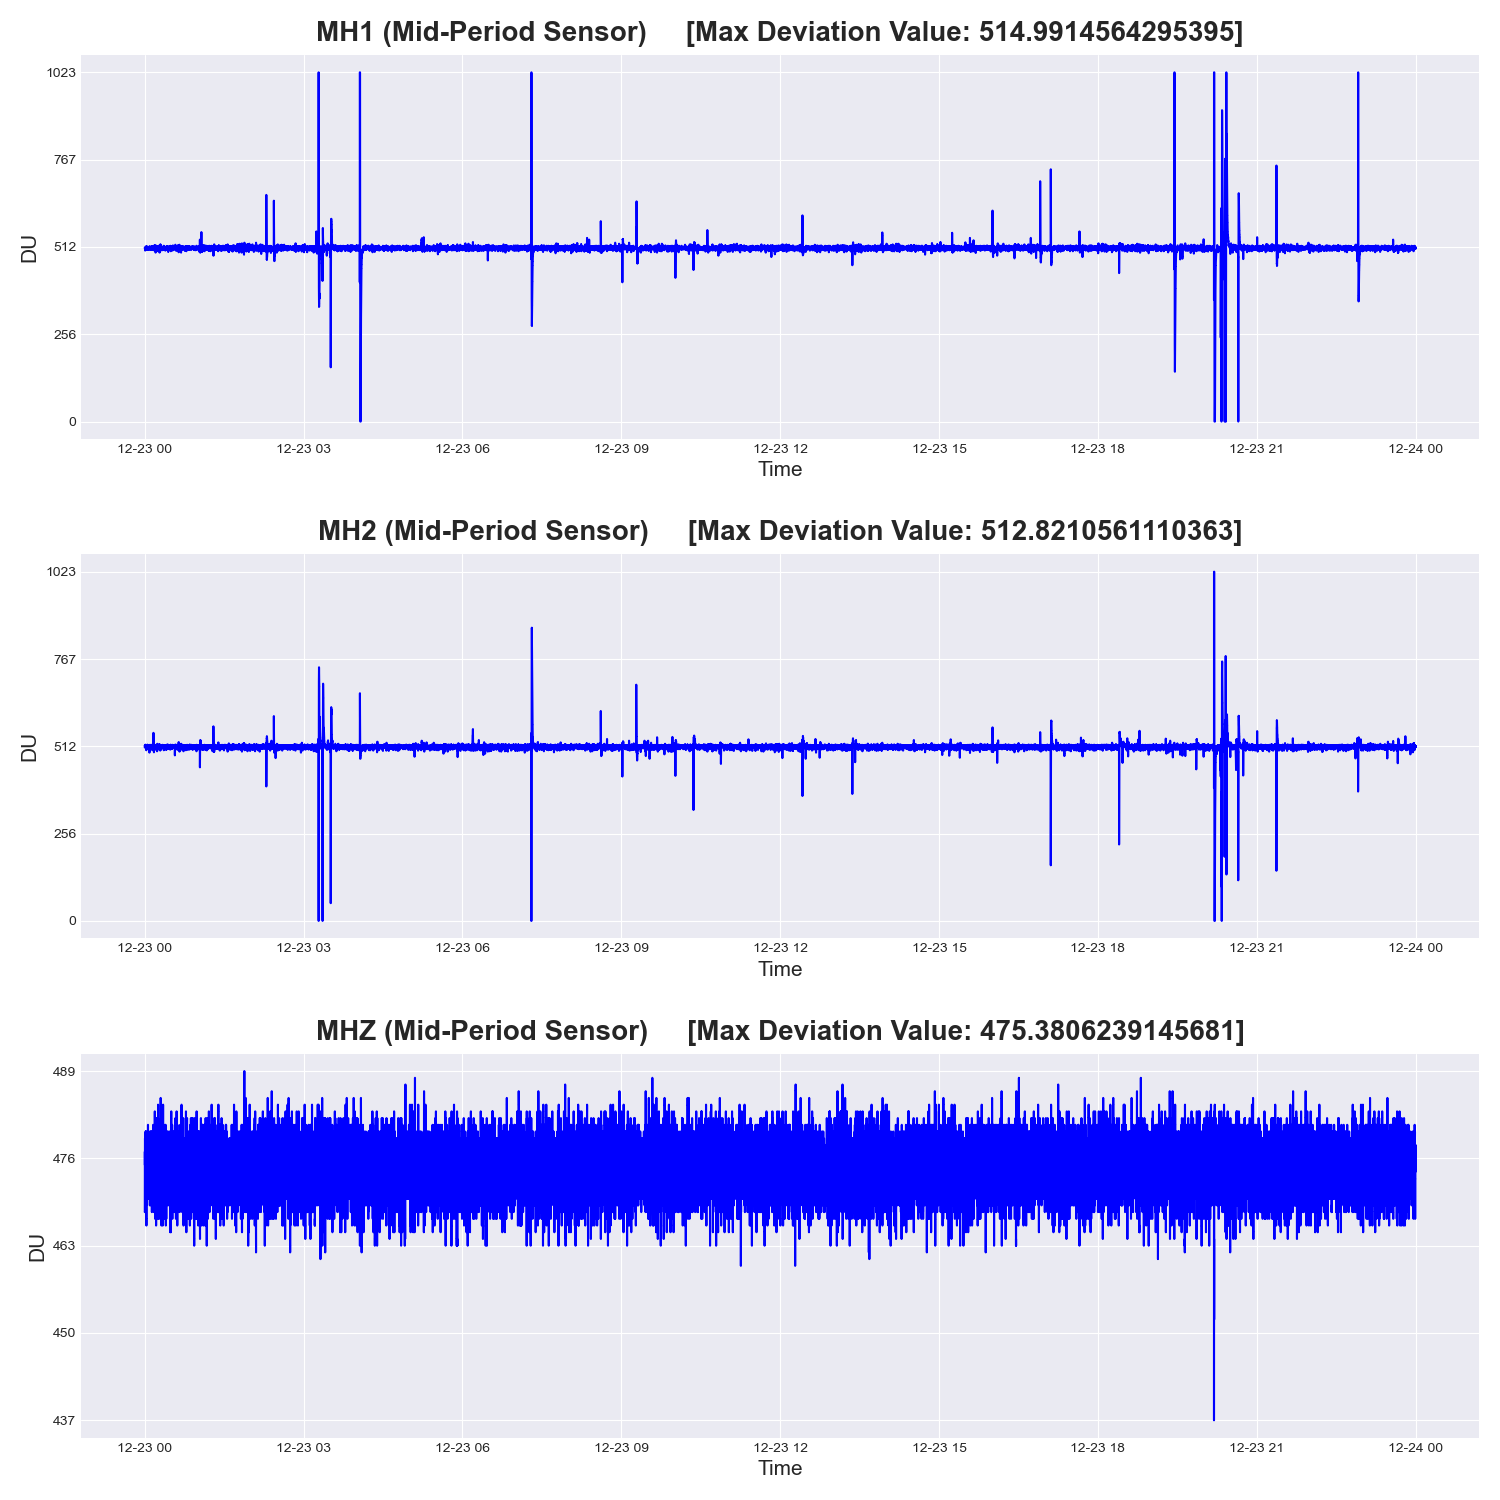 MH1 (Mid-Period Sensor) [Max Deviation Value: 514.9914564295395]
1023
767
512
256
0
DU
12-23 00 12-23 03 12-23 06 12-23 09 12-23 12 12-23 15 12-23 18 12-23 21 12-24 00
Time
MH2 (Mid-Period Sensor) [Max Deviation Value: 512.8210561110363]
1023
767
512
256
0
DU
12-23 00 12-23 03 12-23 06 12-23 09 12-23 12 12-23 15 12-23 18 12-23 21 12-24 00
Time
MHZ (Mid-Period Sensor) [Max Deviation Value: 475.3806239145681]
489
476
463
450
437
DU
12-23 00 12-23 03 12-23 06 12-23 09 12-23 12 12-23 15 12-23 18 12-23 21 12-24 00
Time